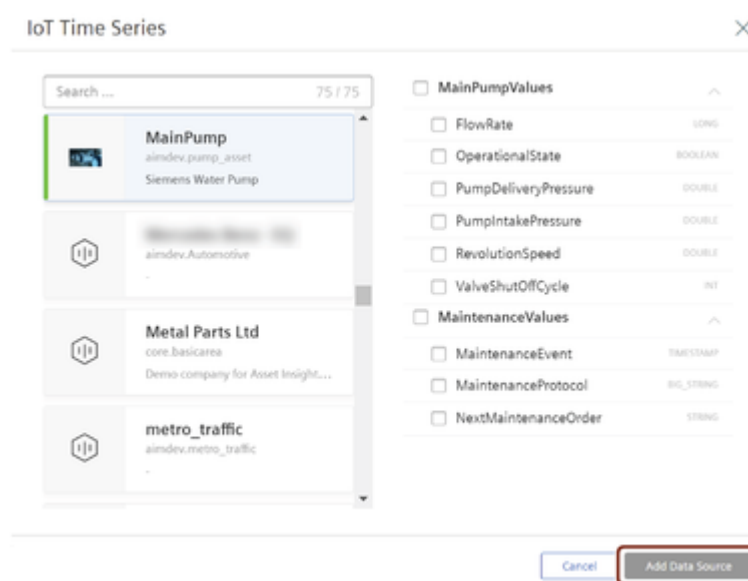 IoT Time Series
Search ...
75 / 75
MainPump
aimdev.pump_asset
Siemens Water Pump
aimdev.Automotive
-
Metal Parts Ltd
core.basicarea
Demo company for Asset Insight....
metro_traffic
aimdev.metro_traffic
-
MainPumpValues
FlowRate LONG
OperationalState BOOLEAN
PumpDeliveryPressure DOUBLE
PumpIntakePressure DOUBLE
RevolutionSpeed DOUBLE
ValveShutOffCycle INT
MaintenanceValues
MaintenanceEvent TIMESTAMP
MaintenanceProtocol BIG_STRING
NextMaintenanceOrder STRING
Cancel
Add Data Source